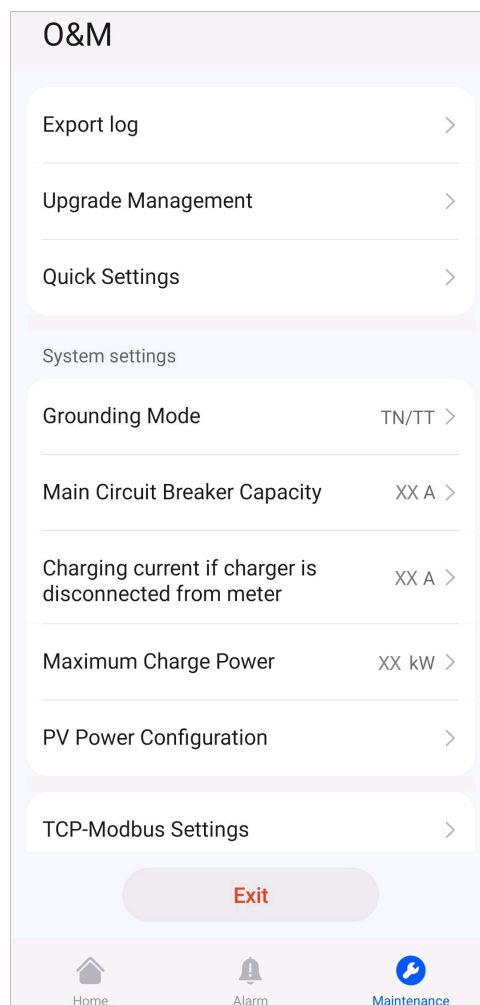 O&M
Export log
Upgrade Management
Quick Settings
System settings
Grounding Mode
TN/TT
Main Circuit Breaker Capacity
XX A
Charging current if charger is
disconnected from meter
XX A
Maximum Charge Power
XX kW
PV Power Configuration
TCP-Modbus Settings
Exit
Home
Alarm
Maintenance